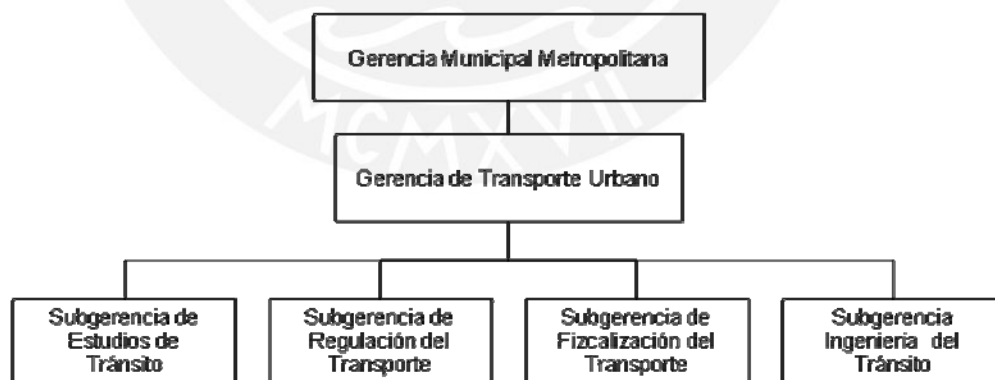 Gerencia Municipal Metropolitana
MCMXVII
Gerencia de Transporte Urbano
Subgerencia de
Estudios de
Tránsito
Subgerencia de
Regulación del
Transporte
Subgerencia de
Fizcalización del
Transporte
Subgerencia
Ingeniería del
Tránsito